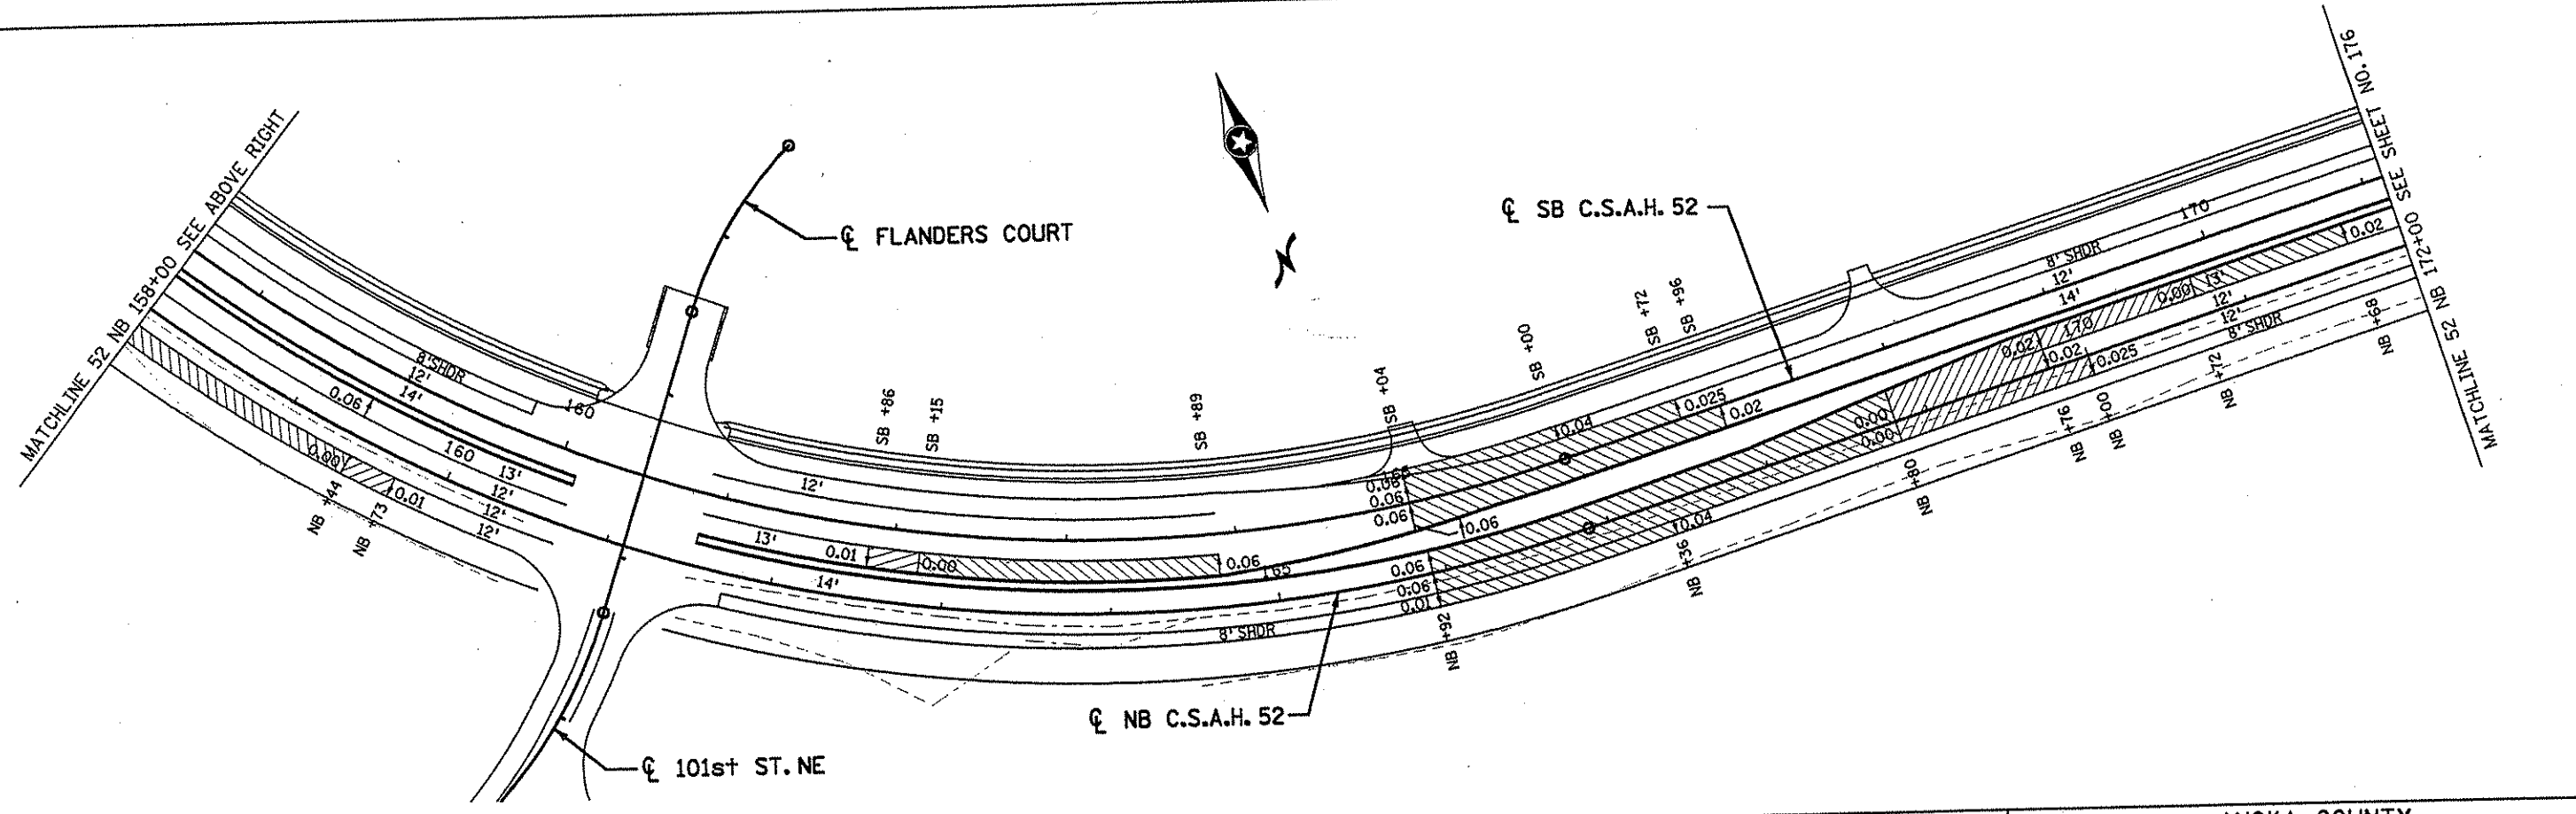 MATCHLINE 52 NB 158+00 SEE ABOVE RIGHT
℄ FLANDERS COURT
℄ SB C.S.A.H. 52
MATCHLINE 52 NB 172+00 SEE SHEET NO. 176
8' SHDR
12'
14'
0.06
160
160
13'
12'
12'
12'
0.00
0.01
NB +44
NB +73
SB +86
SB +15
SB +89
SB +04
SB +00
SB +72
SB +96
12'
13'
0.01
0.00
0.06
165
14'
8' SHDR
0.06
0.06
0.06
0.06
0.04
0.025
0.02
0.06
0.06
0.01
0.04
0.00
0.00
0.02
0.02
0.025
170
0.00
13'
0.02
170
8' SHDR
12'
14'
12'
12'
8' SHDR
NB +92
NB +36
NB +80
NB +76
NB +00
NB +72
NB +68
℄ NB C.S.A.H. 52
℄ 101st ST. NE